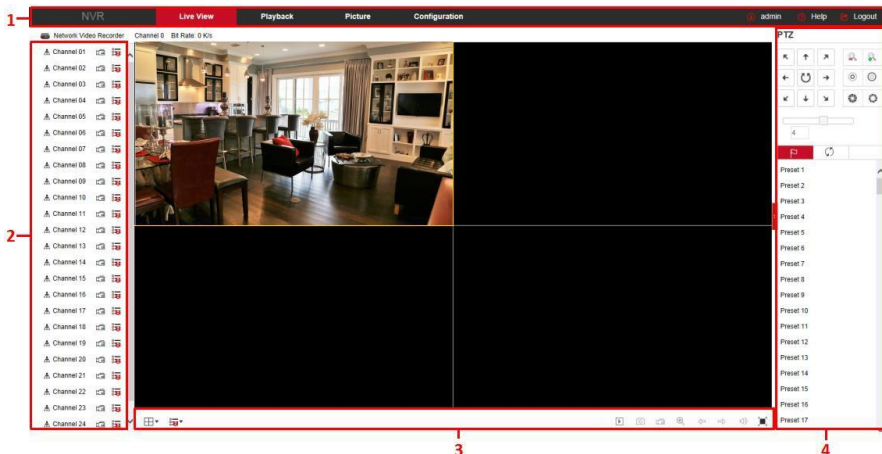 1
NVR Live View Playback Picture Configuration admin Help Logout
Network Video Recorder Channel 0 Bit Rate: 0 K/s
PTZ
2
Channel 01
Channel 02
Channel 03
Channel 04
Channel 05
Channel 06
Channel 07
Channel 08
Channel 09
Channel 10
Channel 11
Channel 12
Channel 13
Channel 14
Channel 15
Channel 16
Channel 17
Channel 18
Channel 19
Channel 20
Channel 21
Channel 22
Channel 23
Channel 24
4
Preset 1
Preset 2
Preset 3
Preset 4
Preset 5
Preset 6
Preset 7
Preset 8
Preset 9
Preset 10
Preset 11
Preset 12
Preset 13
Preset 14
Preset 15
Preset 16
Preset 17
3
4